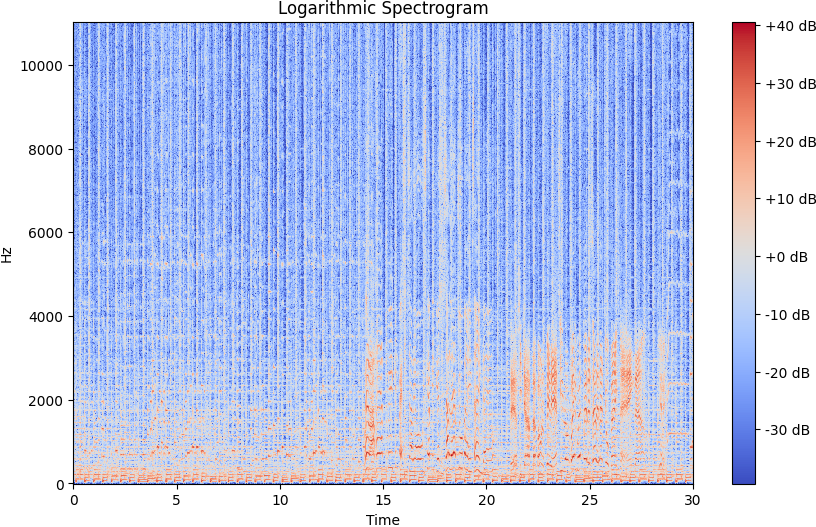 Logarithmic Spectrogram
Hz
10000
8000
6000
4000
2000
0
0 5 10 15 20 25 30
Time
+40 dB
+30 dB
+20 dB
+10 dB
+0 dB
-10 dB
-20 dB
-30 dB